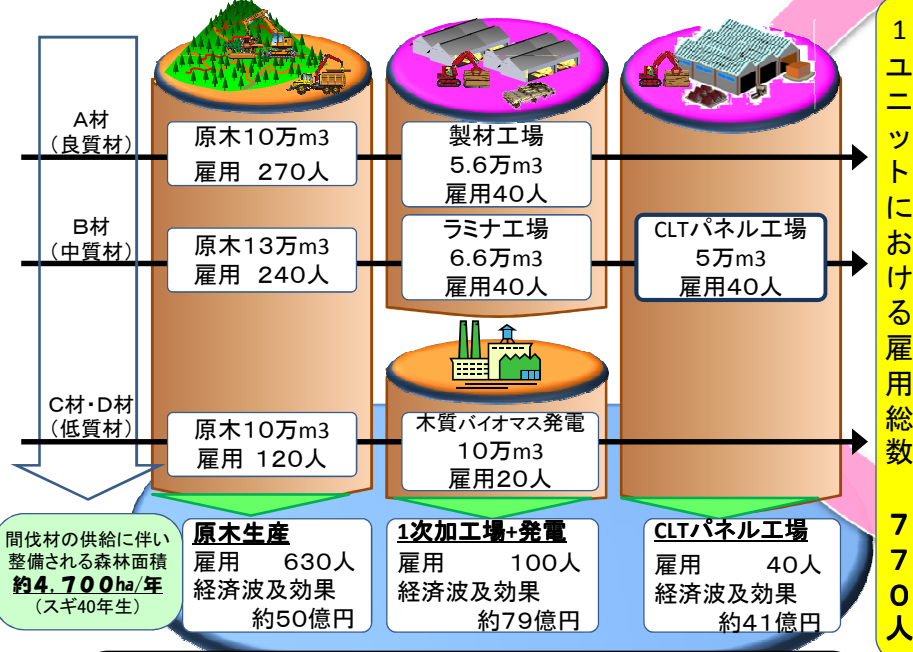 A材
(良質材)
原木10万m3
雇用 270人
製材工場
5.6万m3
雇用40人
B材
(中質材)
原木13万m3
雇用 240人
ラミナ工場
6.6万m3
雇用40人
CLTパネル工場
5万m3
雇用40人
C材・D材
(低質材)
原木10万m3
雇用 120人
木質バイオマス発電
10万m3
雇用20人
間伐材の供給に伴い
整備される森林面積
約4.700ha/年
(スギ40年生)
原木生産
雇用 630人
経済波及効果
約50億円
1次加工場+発電
雇用 100人
経済波及効果
約79億円
CLTパネル工場
雇用 40人
経済波及効果
約41億円
1ユニットにおける雇用総数 770人